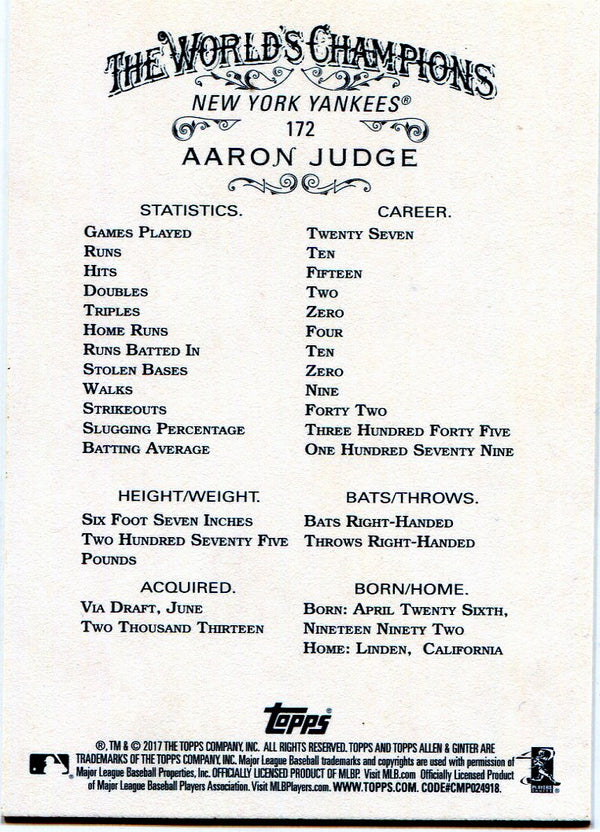 THE WORLD'S CHAMPIONS
NEW YORK YANKEES®
172
AARON JUDGE
STATISTICS. CAREER.
GAMES PLAYED TWENTY SEVEN
RUNS TEN
HITS FIFTEEN
DOUBLES TWO
TRIPLES ZERO
HOME RUNS FOUR
RUNS BATTED IN TEN
STOLEN BASES ZERO
WALKS NINE
STRIKEOUTS FORTY TWO
SLUGGING PERCENTAGE THREE HUNDRED FORTY FIVE
BATTING AVERAGE ONE HUNDRED SEVENTY NINE
HEIGHT/WEIGHT. BATS/THROWS.
SIX FOOT SEVEN INCHES BATS RIGHT-HANDED
TWO HUNDRED SEVENTY FIVE THROWS RIGHT-HANDED
POUNDS
ACQUIRED. BORN/HOME.
VIA DRAFT, JUNE BORN: APRIL TWENTY SIXTH,
TWO THOUSAND THIRTEEN NINETEEN NINETY TWO
HOME: LINDEN, CALIFORNIA
Topps®
®, TM & © 2017 THE TOPPS COMPANY, INC. ALL RIGHTS RESERVED. TOPPS AND TOPPS ALLEN & GINTER ARE
TRADEMARKS OF THE TOPPS COMPANY, INC. Major League Baseball trademarks and copyrights are used with permission of
Major League Baseball Properties, Inc. OFFICIALLY LICENSED PRODUCT OF MLBP. Visit MLB.com Officially Licensed Product
of Major League Baseball Players Association. Visit MLBPlayers.com. WWW.TOPPS.COM. CODE#CMP024918.